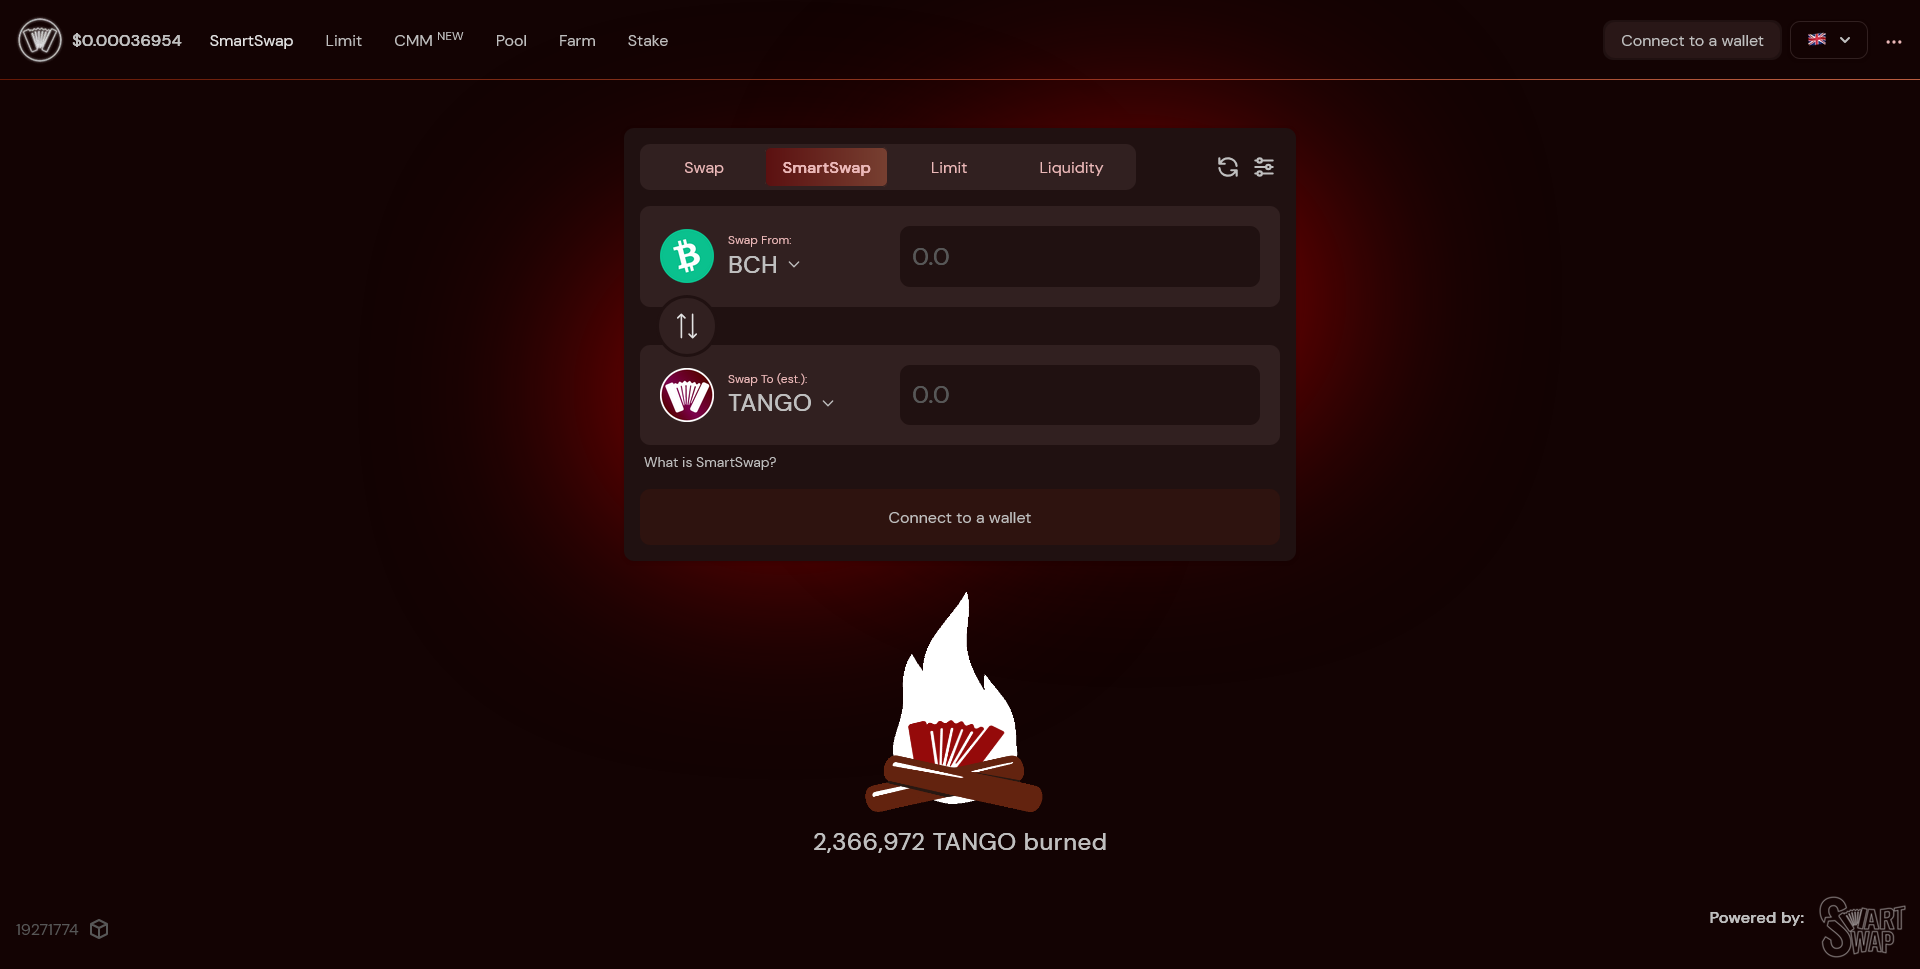 $0.00036954 SmartSwap Limit CMM NEW Pool Farm Stake Connect to a wallet
Swap SmartSwap Limit Liquidity
Swap From:
BCH 0.0
Swap To (est.):
TANGO 0.0
What is SmartSwap?
Connect to a wallet
2,366,972 TANGO burned
19271774
Powered by:
SMART
SWAP